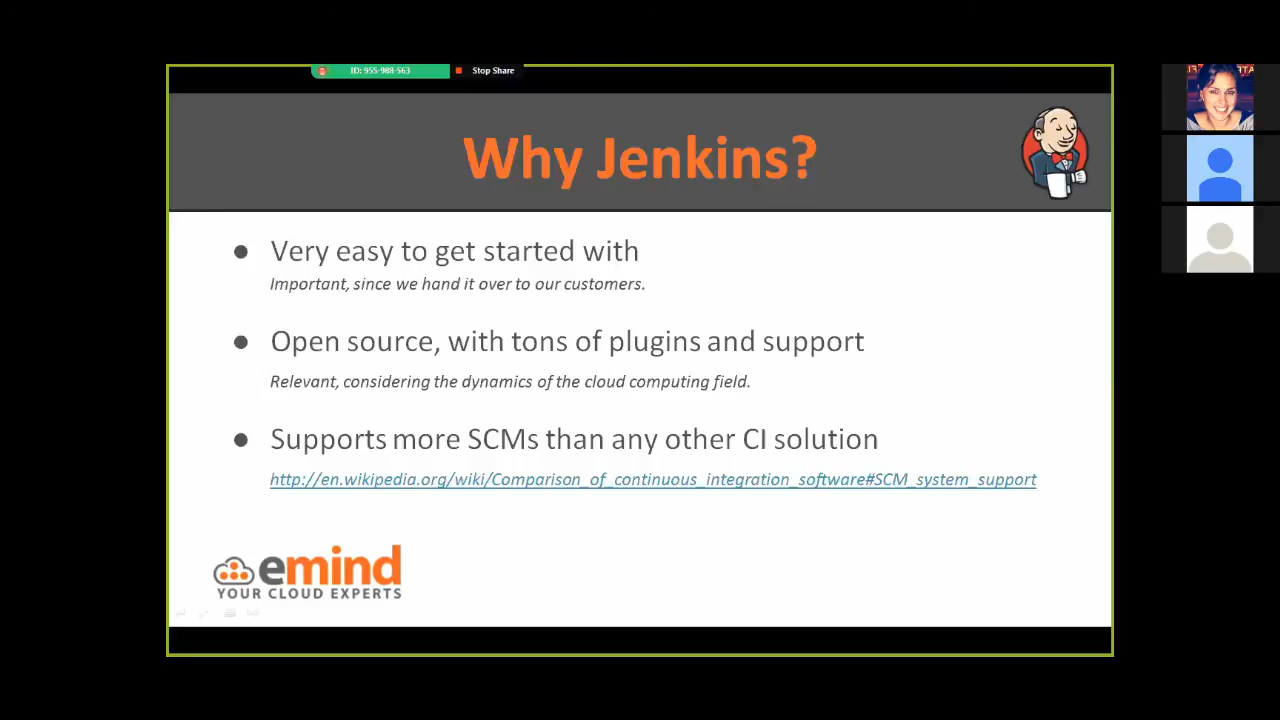 ID: 955-988-563
Stop Share
Why Jenkins?
● Very easy to get started with
Important, since we hand it over to our customers.
● Open source, with tons of plugins and support
Relevant, considering the dynamics of the cloud computing field.
● Supports more SCMs than any other CI solution
http://en.wikipedia.org/wiki/Comparison_of_continuous_integration_software#SCM_system_support
emind
YOUR CLOUD EXPERTS